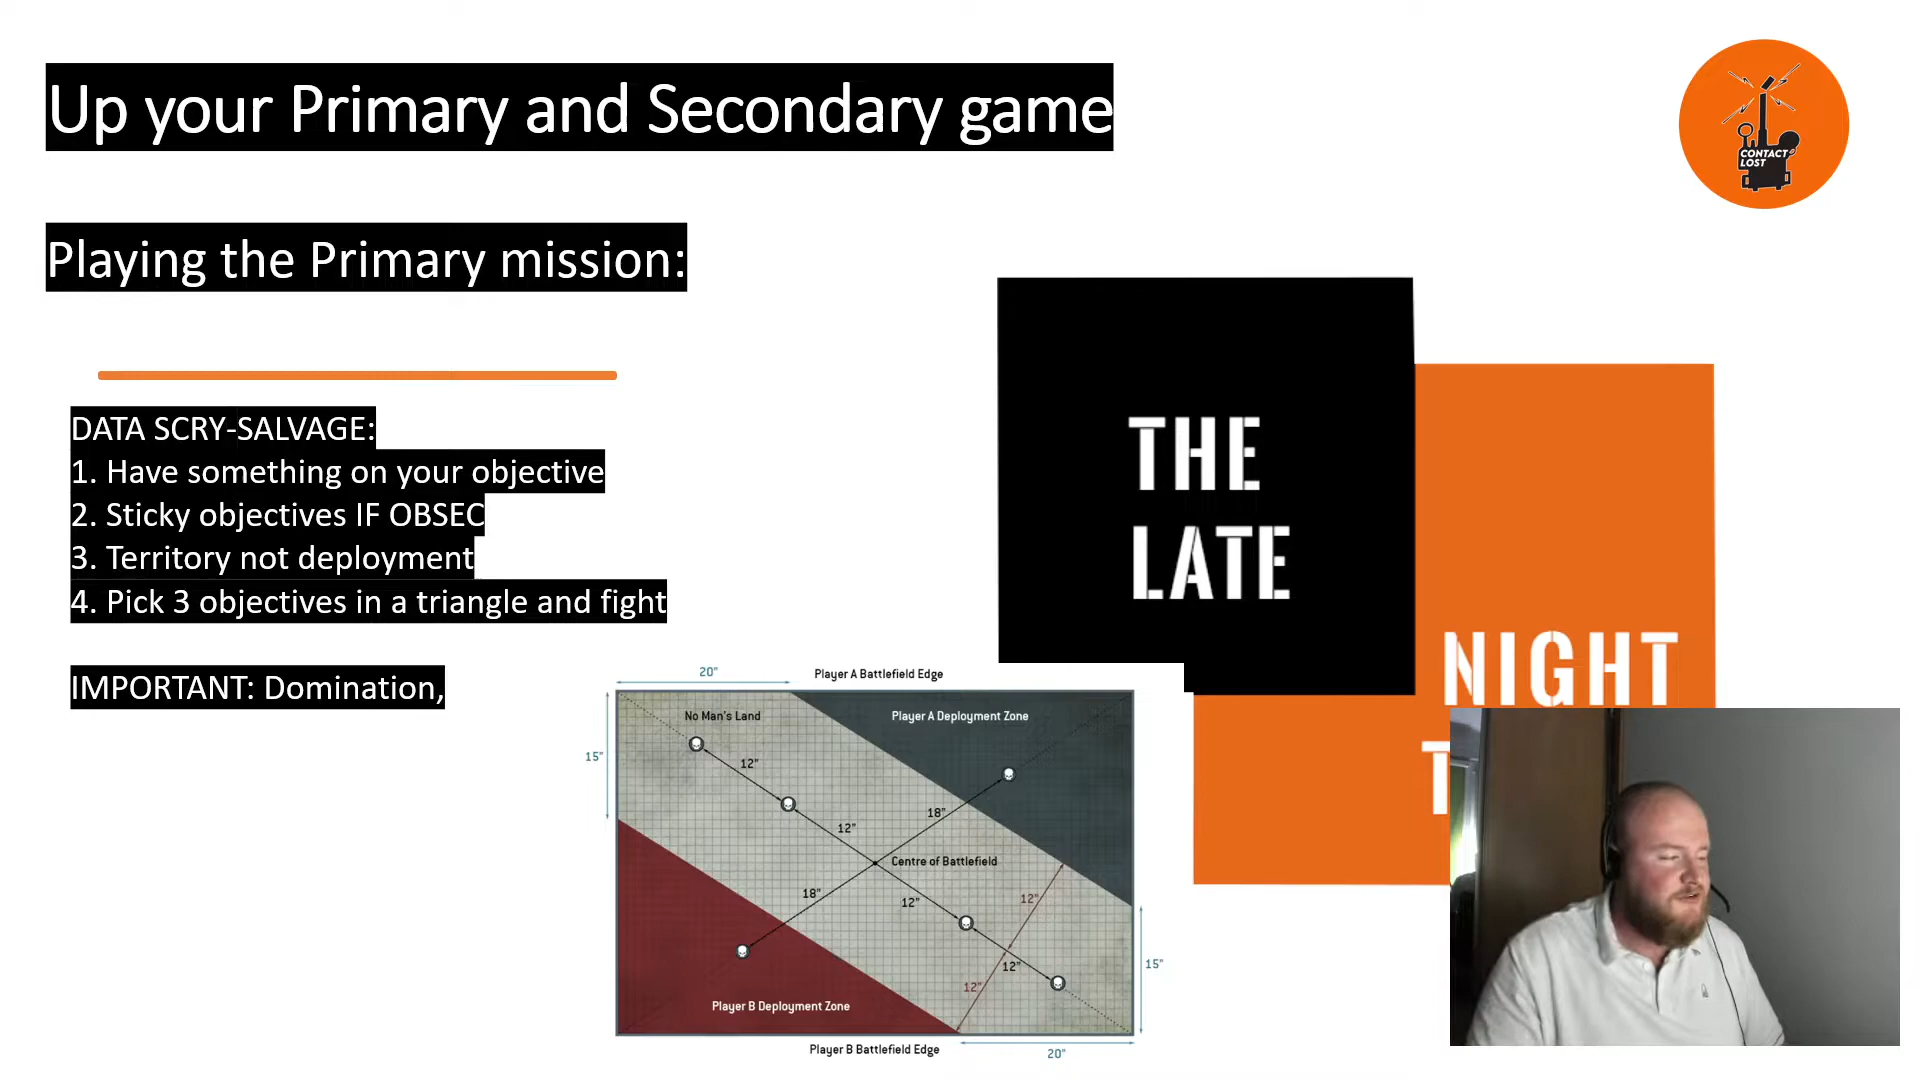 Up your Primary and Secondary game
CONTACT
LOST
Playing the Primary mission:
DATA SCRY-SALVAGE:
1. Have something on your objective
2. Sticky objectives IF OBSEC
3. Territory not deployment
4. Pick 3 objectives in a triangle and fight
IMPORTANT: Domination,
THE
LATE
NIGHT
T
20"
Player A Battlefield Edge
No Man's Land
Player A Deployment Zone
15"
12"
18"
12"
Centre of Battlefield
18"
12"
12"
12"
12"
15"
Player B Deployment Zone
Player B Battlefield Edge
20"